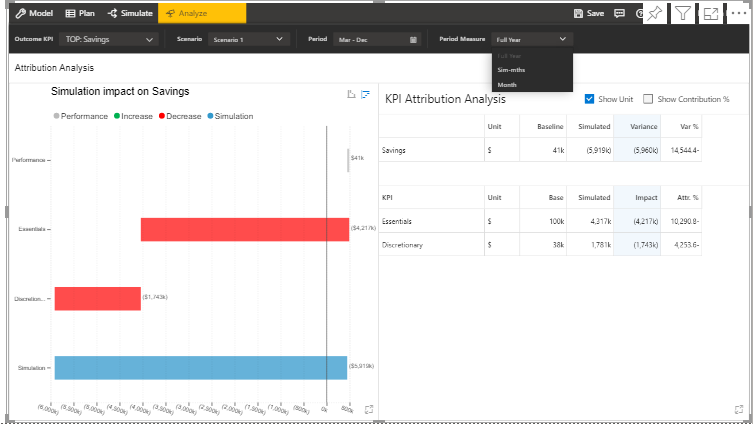 Model Plan Simulate Analyze Save
Outcome KPI TOP: Savings Scenario Scenario 1 Period Mar - Dec Period Measure Full Year
Full Year
Sim-mths
Month
Attribution Analysis
Simulation impact on Savings
Performance Increase Decrease Simulation
Performance
$41k
Essentials
($4,217k)
Discretion...
($1,743k)
Simulation
($5,919k)
(6,000k) (5,500k) (5,000k) (4,500k) (4,000k) (3,500k) (3,000k) (2,500k) (2,000k) (1,500k) (1,000k) (500k) 0k 500k
KPI Attribution Analysis
Show Unit Show Contribution %
Unit Baseline Simulated Variance Var %
Savings $ 41k (5,919k) (5,960k) 14,544.4-
KPI Unit Base Simulated Impact Attr. %
Essentials $ 100k 4,317k (4,217k) 10,290.8-
Discretionary $ 38k 1,781k (1,743k) 4,253.6-